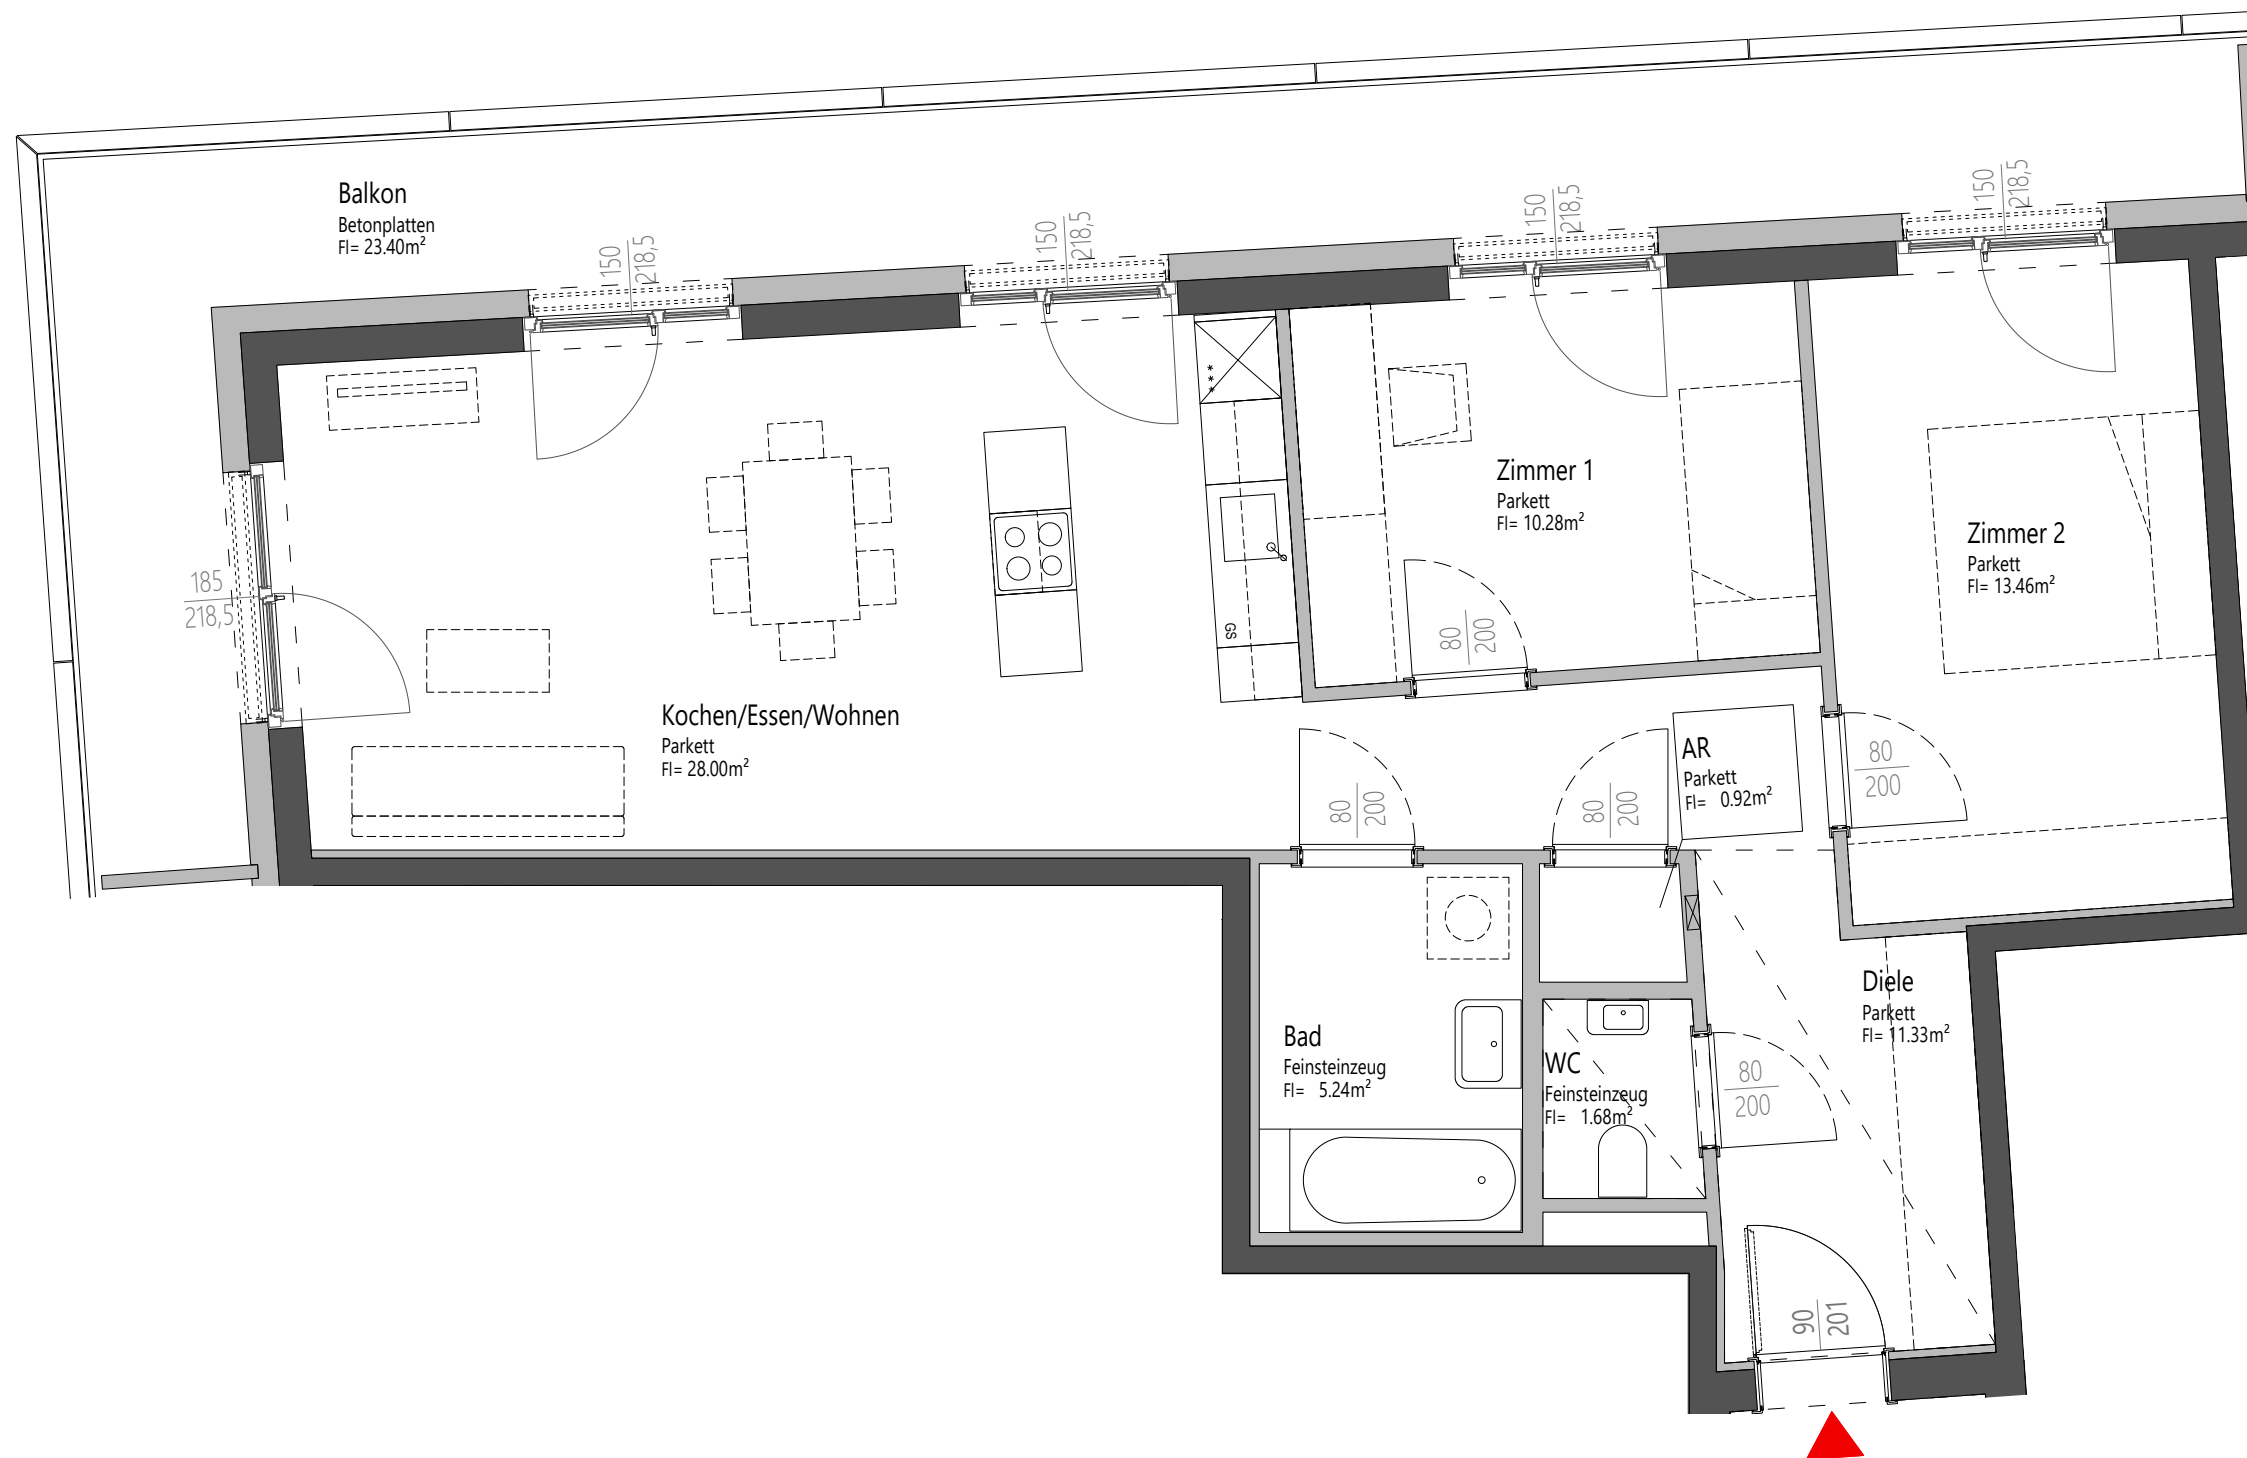 Balkon
Betonplatten
Fl= 23.40m²
150
218,5
150
218,5
150
218,5
150
218,5
185
218,5
Kochen/Essen/Wohnen
Parkett
Fl= 28.00m²
***
GS
Zimmer 1
Parkett
Fl= 10.28m²
80
200
Zimmer 2
Parkett
Fl= 13.46m²
80
200
AR
Parkett
Fl= 0.92m²
80
200
80
200
Bad
Feinsteinzeug
Fl= 5.24m²
WC
Feinsteinzeug
Fl= 1.68m²
80
200
Diele
Parkett
Fl= 11.33m²
90
201